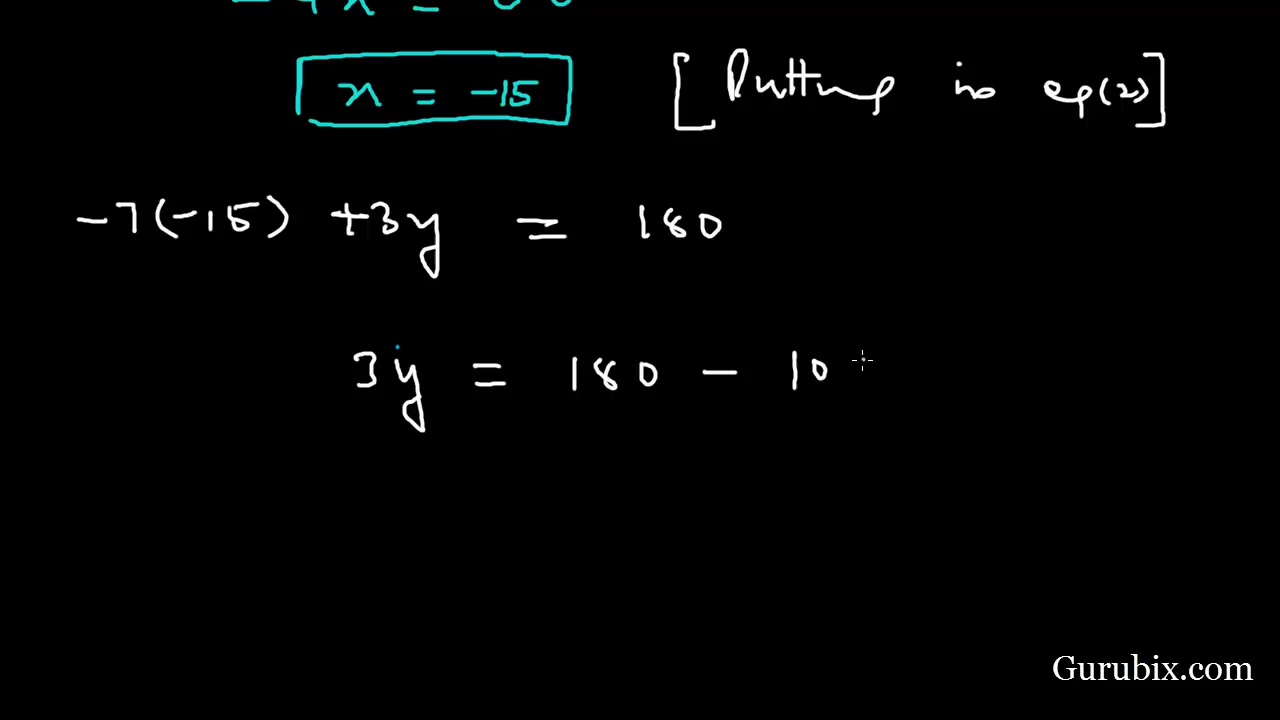 x = -15 [Putting in eq(2)]
-7(-15) +3y = 180
3y = 180 - 10
Gurubix.com